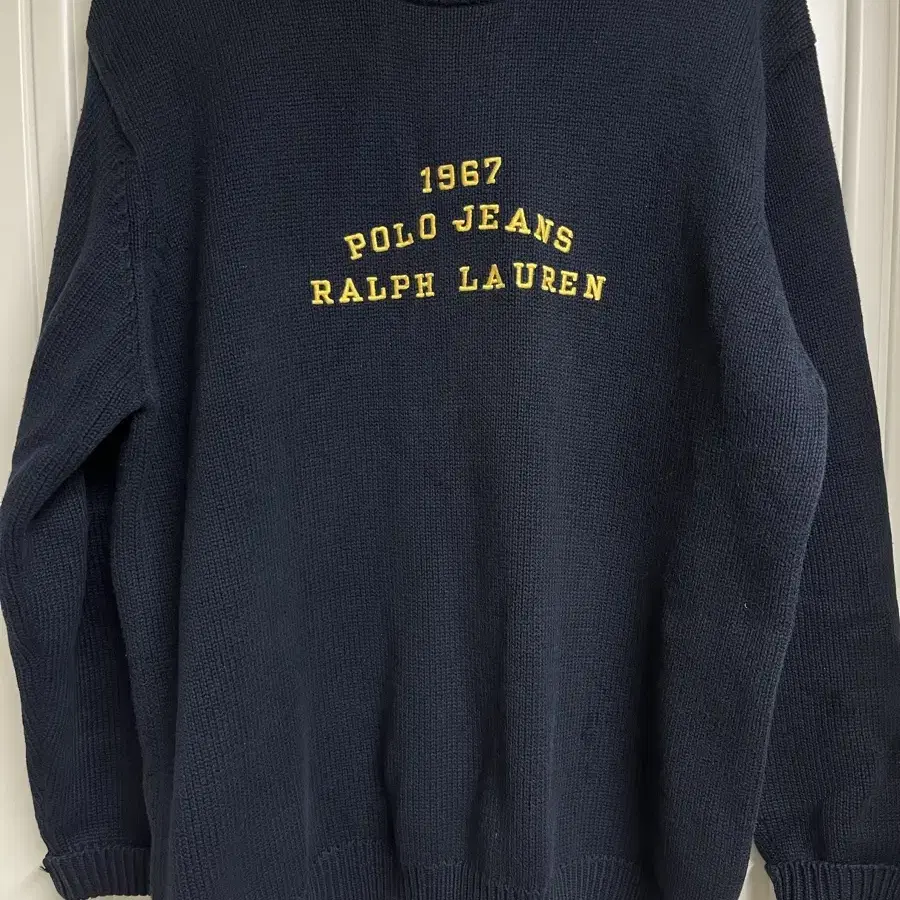 1967
POLO JEANS
RALPH LAUREN